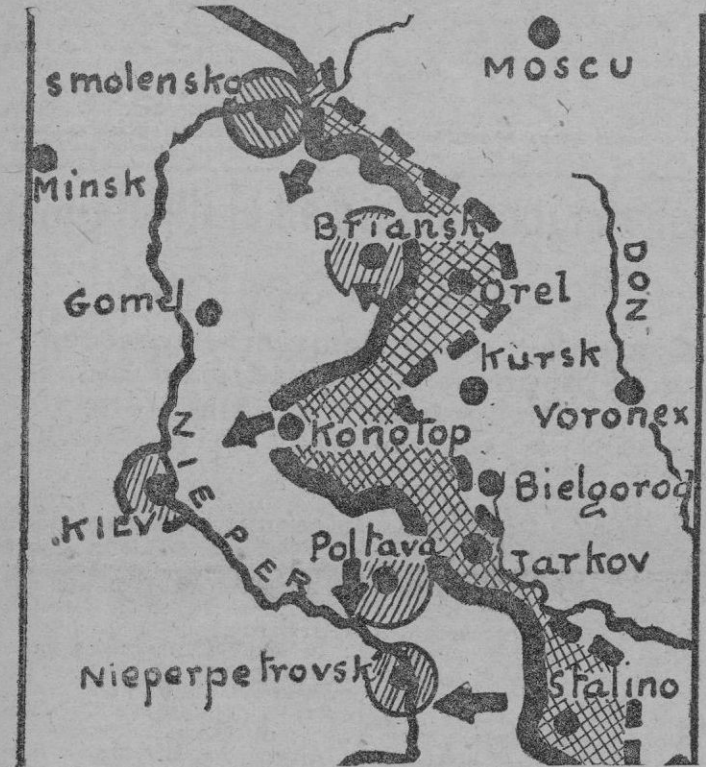 MOSCU
smolensko
Minsk
Briansk
DON
Gomel
Orel
Kursk
Voronex
Konotop
NIEPER
Bielgorod
KIEV
Poltava
Jarkov
Nieperpetrovsk
Stalino